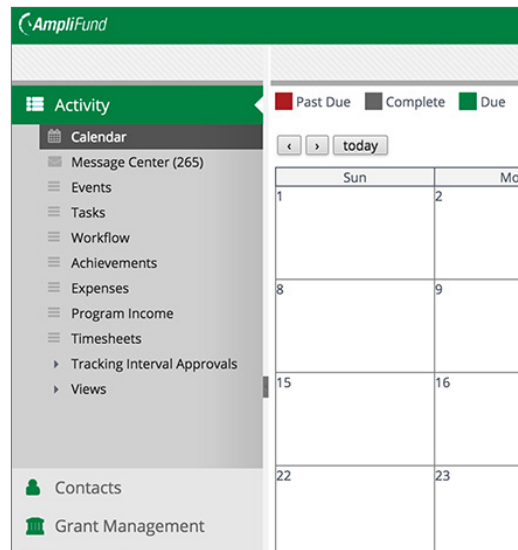 AmpliFund
Activity
Calendar
Message Center (265)
Events
Tasks
Workflow
Achievements
Expenses
Program Income
Timesheets
Tracking Interval Approvals
Views
Contacts
Grant Management
Past Due Complete Due
‹ › today
Sun Mo
1 2
8 9
15 16
22 23